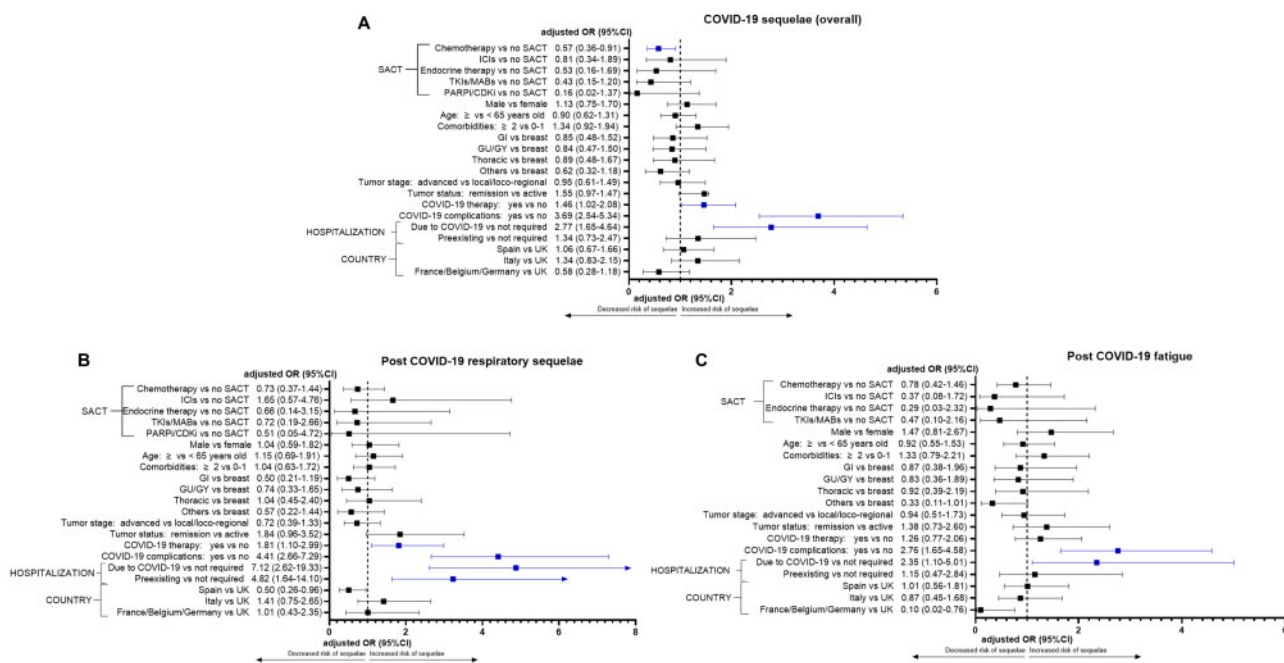 A
COVID-19 sequelae (overall)
adjusted OR (95%CI)
SACT
Chemotherapy vs no SACT 0.57 (0.36-0.91)
ICIs vs no SACT 0.81 (0.34-1.89)
Endocrine therapy vs no SACT 0.53 (0.16-1.69)
TKIs/MABs vs no SACT 0.43 (0.15-1.20)
PARPI/CDKi vs no SACT 0.16 (0.02-1.37)
Male vs female 1.13 (0.75-1.70)
Age: ≥ vs < 65 years old 0.90 (0.62-1.31)
Comorbidities: ≥ 2 vs 0-1 1.34 (0.92-1.94)
GI vs breast 0.85 (0.48-1.52)
GU/GY vs breast 0.84 (0.47-1.50)
Thoracic vs breast 0.89 (0.48-1.67)
Others vs breast 0.62 (0.32-1.18)
Tumor stage: advanced vs local/loco-regional 0.95 (0.61-1.49)
Tumor status: remission vs active 1.55 (0.97-1.47)
COVID-19 therapy: yes vs no 1.46 (1.02-2.08)
COVID-19 complications: yes vs no 3.69 (2.54-5.34)
HOSPITALIZATION
Due to COVID-19 vs not required 2.77 (1.65-4.64)
Preexisting vs not required 1.34 (0.73-2.47)
COUNTRY
Spain vs UK 1.06 (0.67-1.66)
Italy vs UK 1.34 (0.83-2.15)
France/Belgium/Germany vs UK 0.58 (0.28-1.18)
0 2 4 6
adjusted OR (95%CI)
Decreased risk of sequelae Increased risk of sequelae
B
Post COVID-19 respiratory sequelae
adjusted OR (95%CI)
SACT
Chemotherapy vs no SACT 0.73 (0.37-1.44)
ICIs vs no SACT 1.65 (0.57-4.76)
Endocrine therapy vs no SACT 0.66 (0.14-3.15)
TKIs/MABs vs no SACT 0.72 (0.19-2.66)
PARPI/CDKi vs no SACT 0.51 (0.05-4.72)
Male vs female 1.04 (0.59-1.82)
Age: ≥ vs < 65 years old 1.15 (0.69-1.91)
Comorbidities: ≥ 2 vs 0-1 1.04 (0.63-1.72)
GI vs breast 0.50 (0.21-1.19)
GU/GY vs breast 0.74 (0.33-1.65)
Thoracic vs breast 1.04 (0.45-2.40)
Others vs breast 0.57 (0.22-1.44)
Tumor stage: advanced vs local/loco-regional 0.72 (0.39-1.33)
Tumor status: remission vs active 1.84 (0.96-3.52)
COVID-19 therapy: yes vs no 1.81 (1.10-2.99)
COVID-19 complications: yes vs no 4.41 (2.66-7.29)
HOSPITALIZATION
Due to COVID-19 vs not required 7.12 (2.62-19.33)
Preexisting vs not required 4.82 (1.64-14.10)
COUNTRY
Spain vs UK 0.50 (0.26-0.96)
Italy vs UK 1.41 (0.75-2.65)
France/Belgium/Germany vs UK 1.01 (0.43-2.35)
0 2 4 6 8
adjusted OR (95%CI)
Decreased risk of sequelae Increased risk of sequelae
C
Post COVID-19 fatigue
adjusted OR (95%CI)
SACT
Chemotherapy vs no SACT 0.78 (0.42-1.46)
ICIs vs no SACT 0.37 (0.08-1.72)
Endocrine therapy vs no SACT 0.29 (0.03-2.32)
TKIs/MABs vs no SACT 0.47 (0.10-2.16)
Male vs female 1.47 (0.81-2.67)
Age: ≥ vs < 65 years old 0.92 (0.55-1.53)
Comorbidities: ≥ 2 vs 0-1 1.33 (0.79-2.21)
GI vs breast 0.87 (0.38-1.96)
GU/GY vs breast 0.83 (0.36-1.89)
Thoracic vs breast 0.92 (0.39-2.19)
Others vs breast 0.33 (0.11-1.01)
Tumor stage: advanced vs local/loco-regional 0.94 (0.51-1.73)
Tumor status: remission vs active 1.38 (0.73-2.60)
COVID-19 therapy: yes vs no 1.26 (0.77-2.06)
COVID-19 complications: yes vs no 2.76 (1.65-4.58)
HOSPITALIZATION
Due to COVID-19 vs not required 2.35 (1.10-5.01)
Preexisting vs not required 1.15 (0.47-2.84)
COUNTRY
Spain vs UK 1.01 (0.56-1.81)
Italy vs UK 0.87 (0.45-1.68)
France/Belgium/Germany vs UK 0.10 (0.02-0.76)
0 2 4 6
adjusted OR (95%CI)
Decreased risk of sequelae Increased risk of sequelae